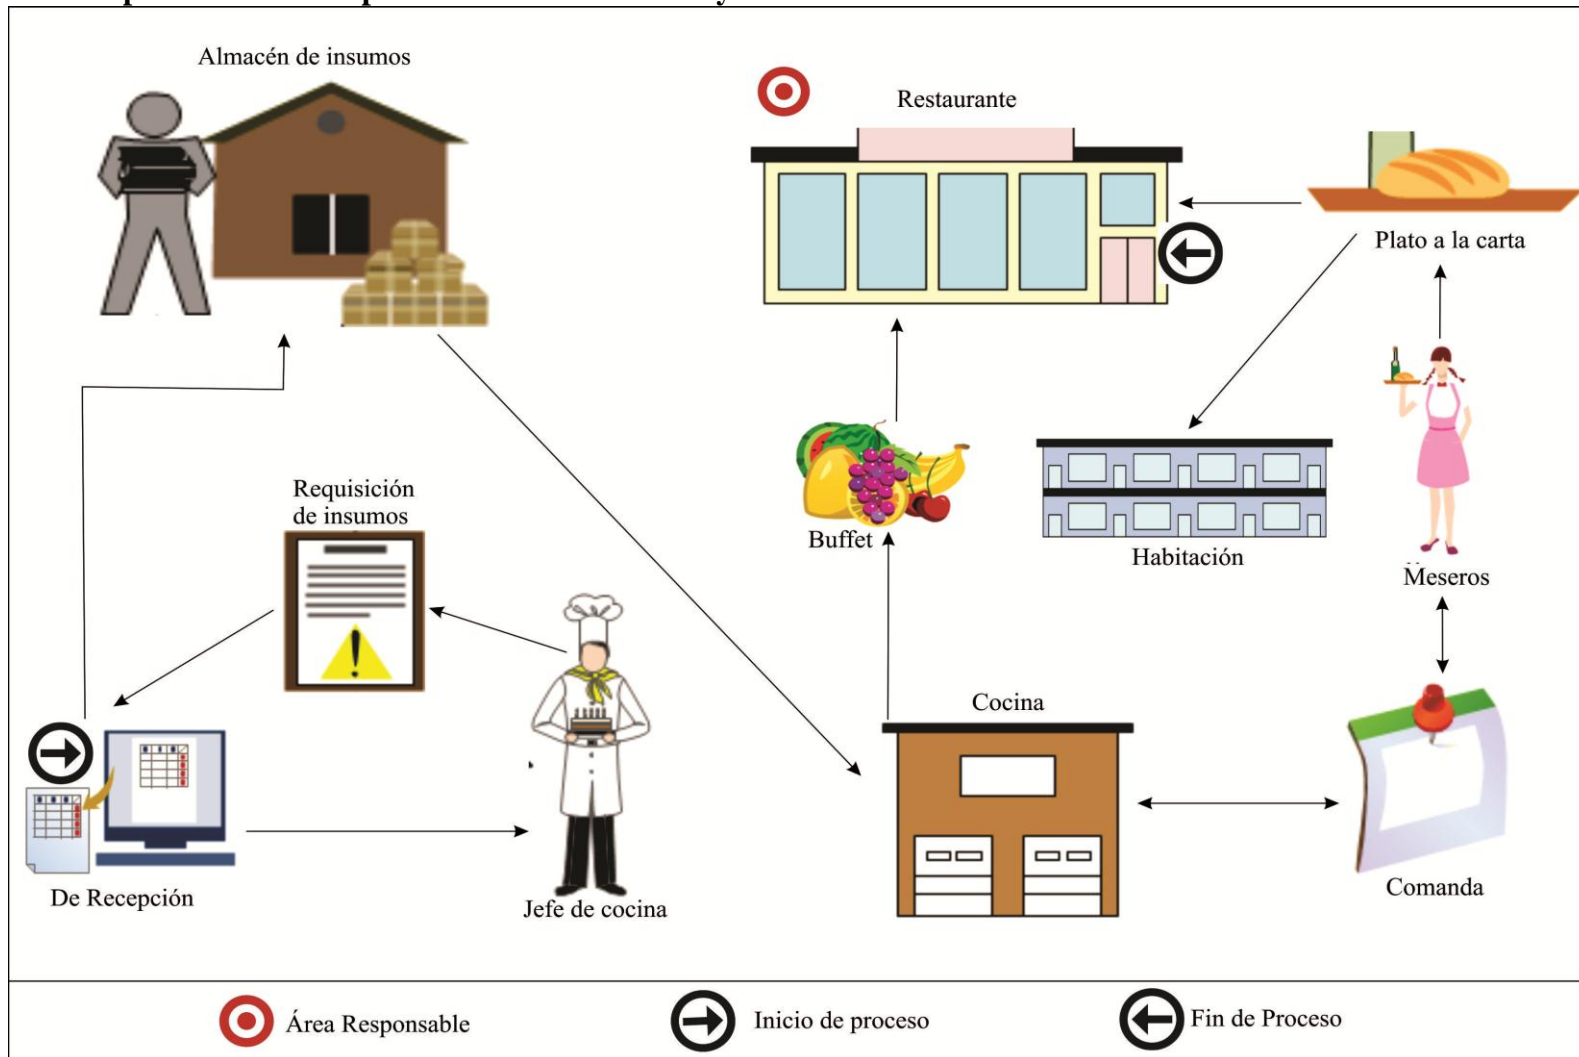 Almacén de insumos
Restaurante
Plato a la carta
Requisición
de insumos
Buffet
Habitación
Meseros
Cocina
De Recepción
Jefe de cocina
Comanda
Área Responsable
Inicio de proceso
Fin de Proceso